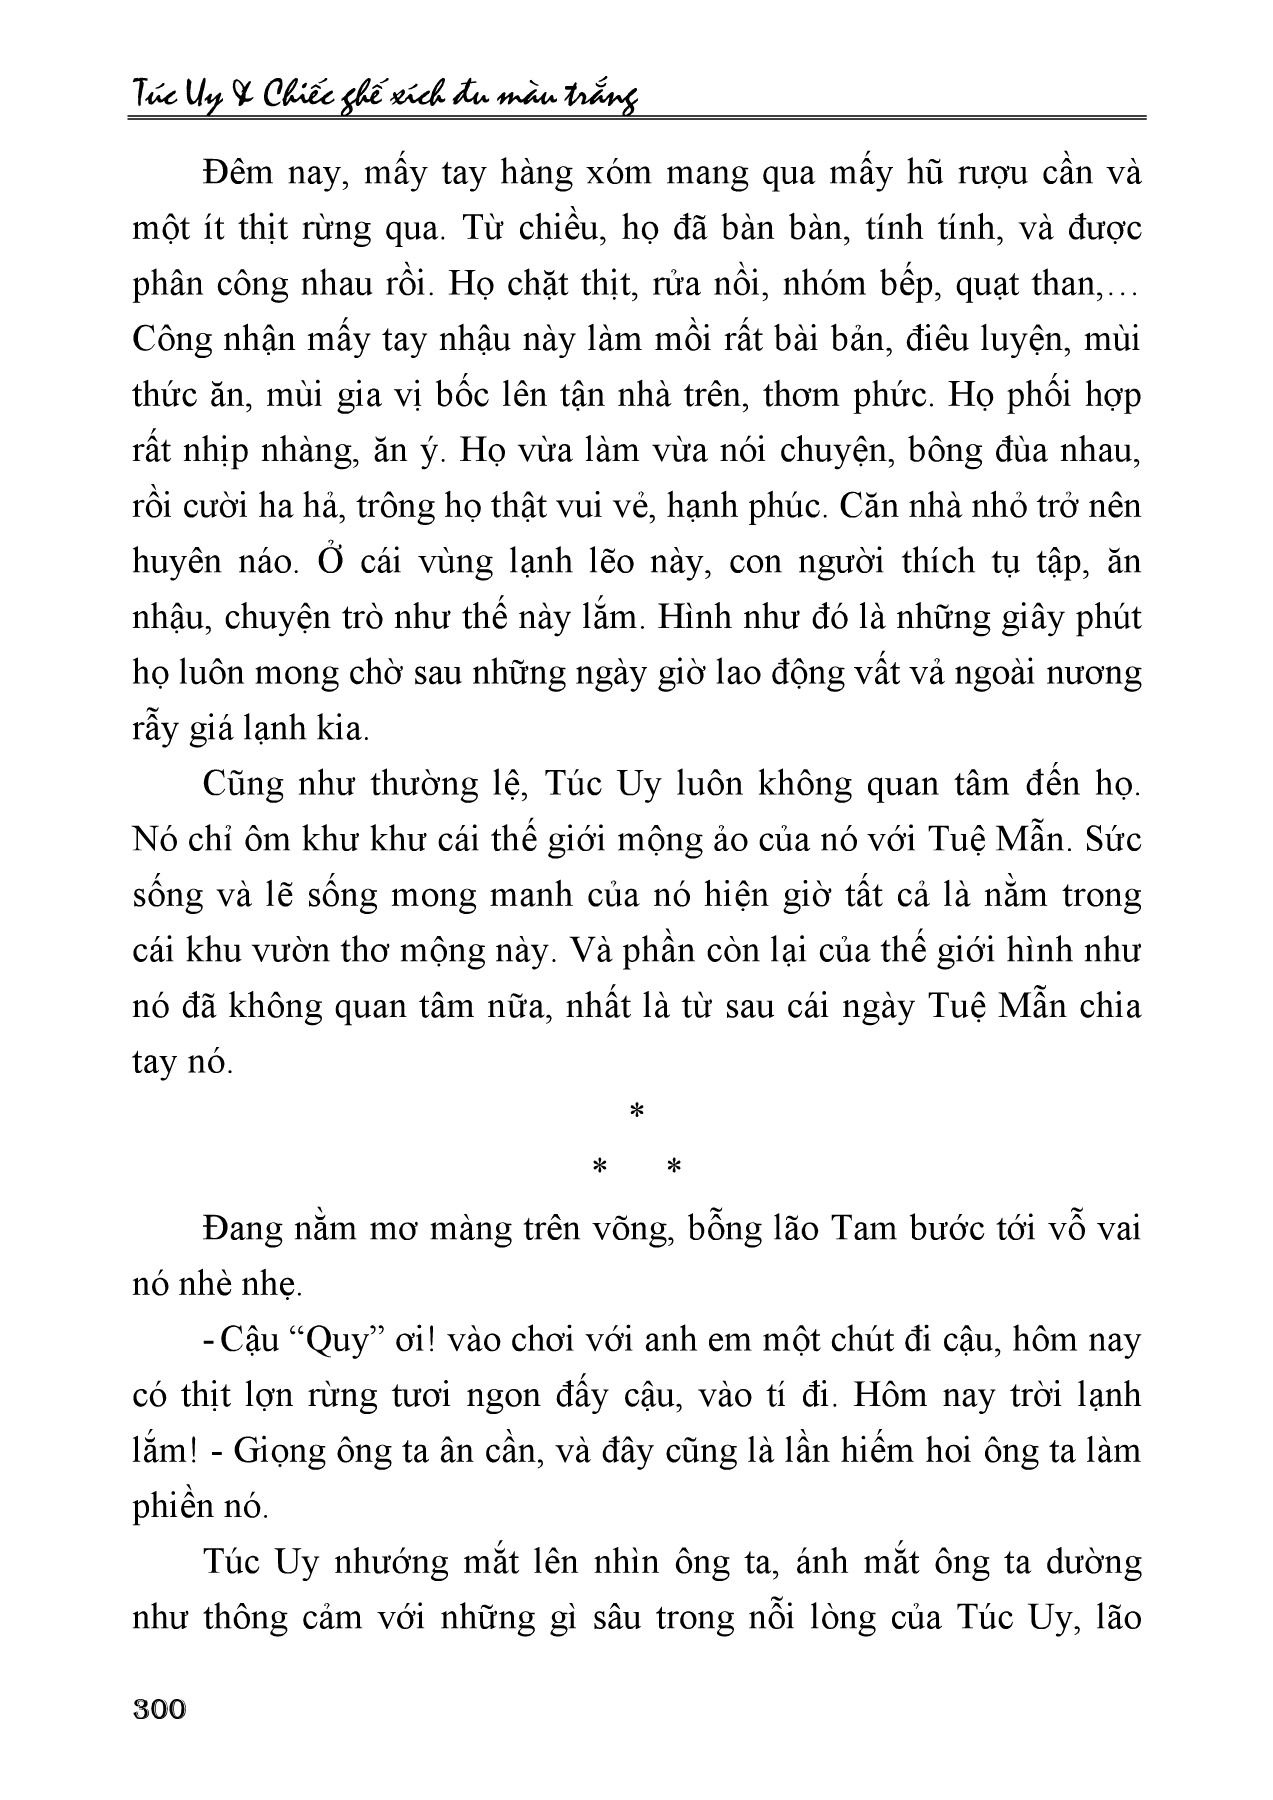 Túc Uy & Chiếc ghế xích đu màu trắng
Đêm nay, mấy tay hàng xóm mang qua mấy hũ rượu cần và
một ít thịt rừng qua. Từ chiều, họ đã bàn bàn, tính tính, và được
phân công nhau rồi. Họ chặt thịt, rửa nồi, nhóm bếp, quạt than,…
Công nhận mấy tay nhậu này làm mồi rất bài bản, điêu luyện, mùi
thức ăn, mùi gia vị bốc lên tận nhà trên, thơm phức. Họ phối hợp
rất nhịp nhàng, ăn ý. Họ vừa làm vừa nói chuyện, bông đùa nhau,
rồi cười ha hả, trông họ thật vui vẻ, hạnh phúc. Căn nhà nhỏ trở nên
huyên náo. Ở cái vùng lạnh lẽo này, con người thích tụ tập, ăn
nhậu, chuyện trò như thế này lắm. Hình như đó là những giây phút
họ luôn mong chờ sau những ngày giờ lao động vất vả ngoài nương
rẫy giá lạnh kia.
Cũng như thường lệ, Túc Uy luôn không quan tâm đến họ.
Nó chỉ ôm khư khư cái thế giới mộng ảo của nó với Tuệ Mẫn. Sức
sống và lẽ sống mong manh của nó hiện giờ tất cả là nằm trong
cái khu vườn thơ mộng này. Và phần còn lại của thế giới hình như
nó đã không quan tâm nữa, nhất là từ sau cái ngày Tuệ Mẫn chia
tay nó.
*
* *
Đang nằm mơ màng trên võng, bỗng lão Tam bước tới vỗ vai
nó nhè nhẹ.
- Cậu “Quy” ơi! vào chơi với anh em một chút đi cậu, hôm nay
có thịt lợn rừng tươi ngon đấy cậu, vào tí đi. Hôm nay trời lạnh
lắm! - Giọng ông ta ân cần, và đây cũng là lần hiếm hoi ông ta làm
phiền nó.
Túc Uy nhướng mắt lên nhìn ông ta, ánh mắt ông ta dường
như thông cảm với những gì sâu trong nỗi lòng của Túc Uy, lão
300